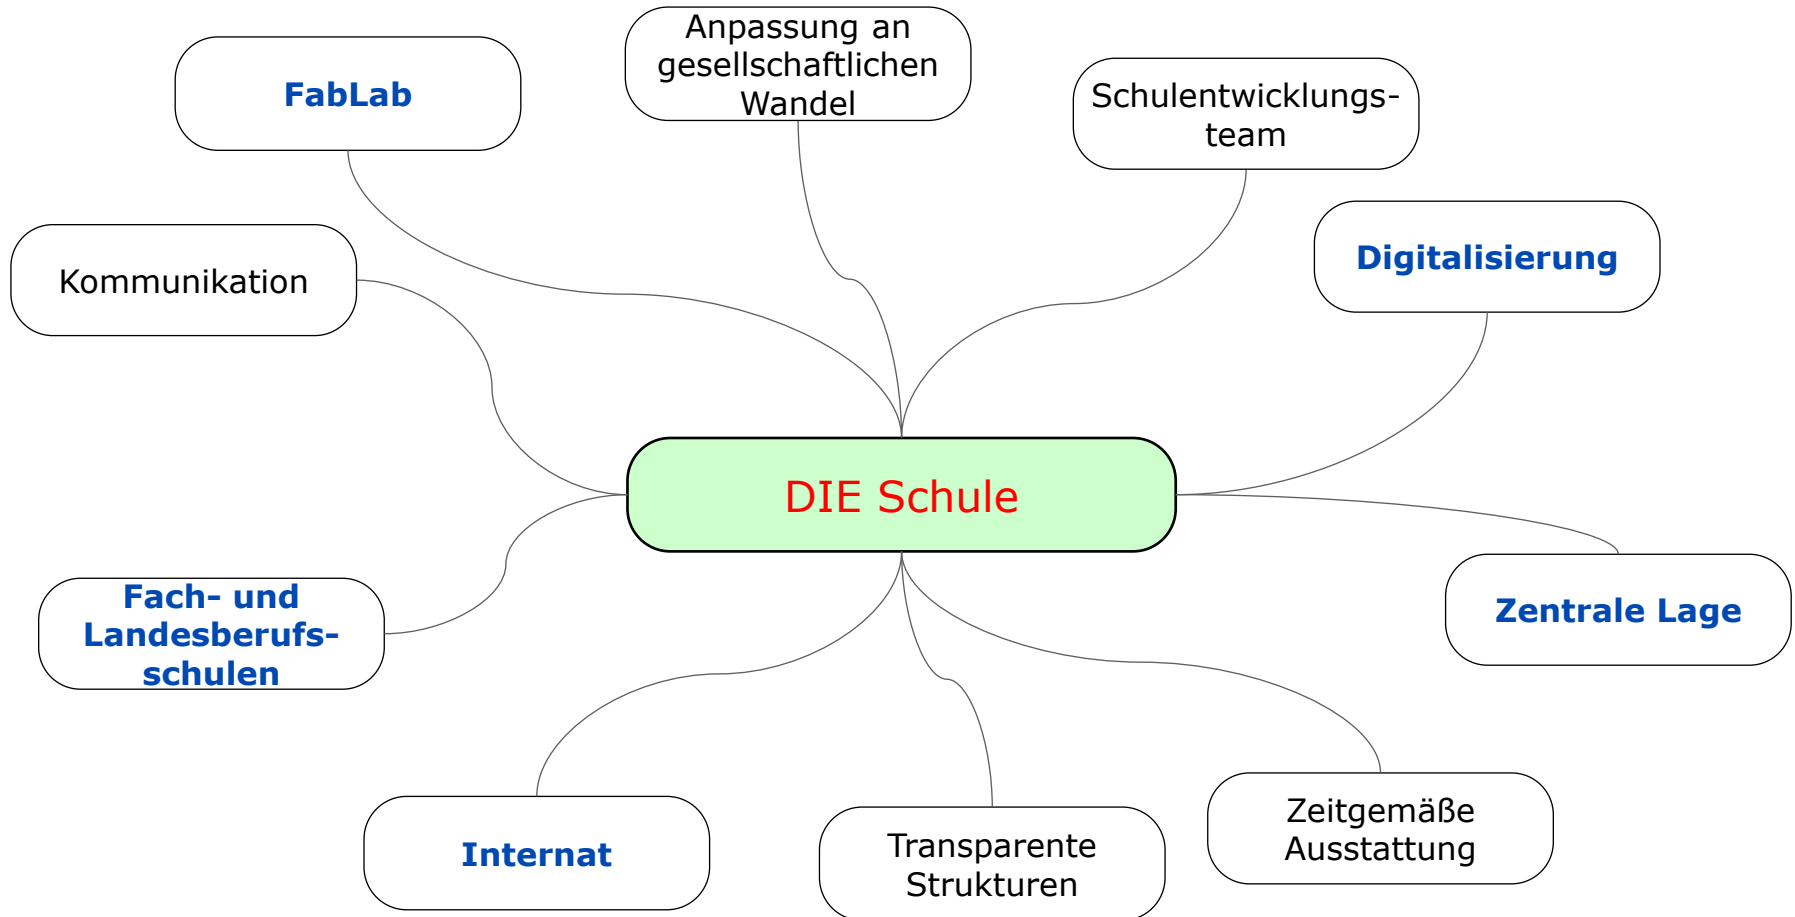 Anpassung an
gesellschaftlichen
Wandel
FabLab
Schulentwicklungs-
team
Digitalisierung
Kommunikation
DIE Schule
Fach- und
Landesberufs-
schulen
Zentrale Lage
Internat
Transparente
Strukturen
Zeitgemäße
Ausstattung